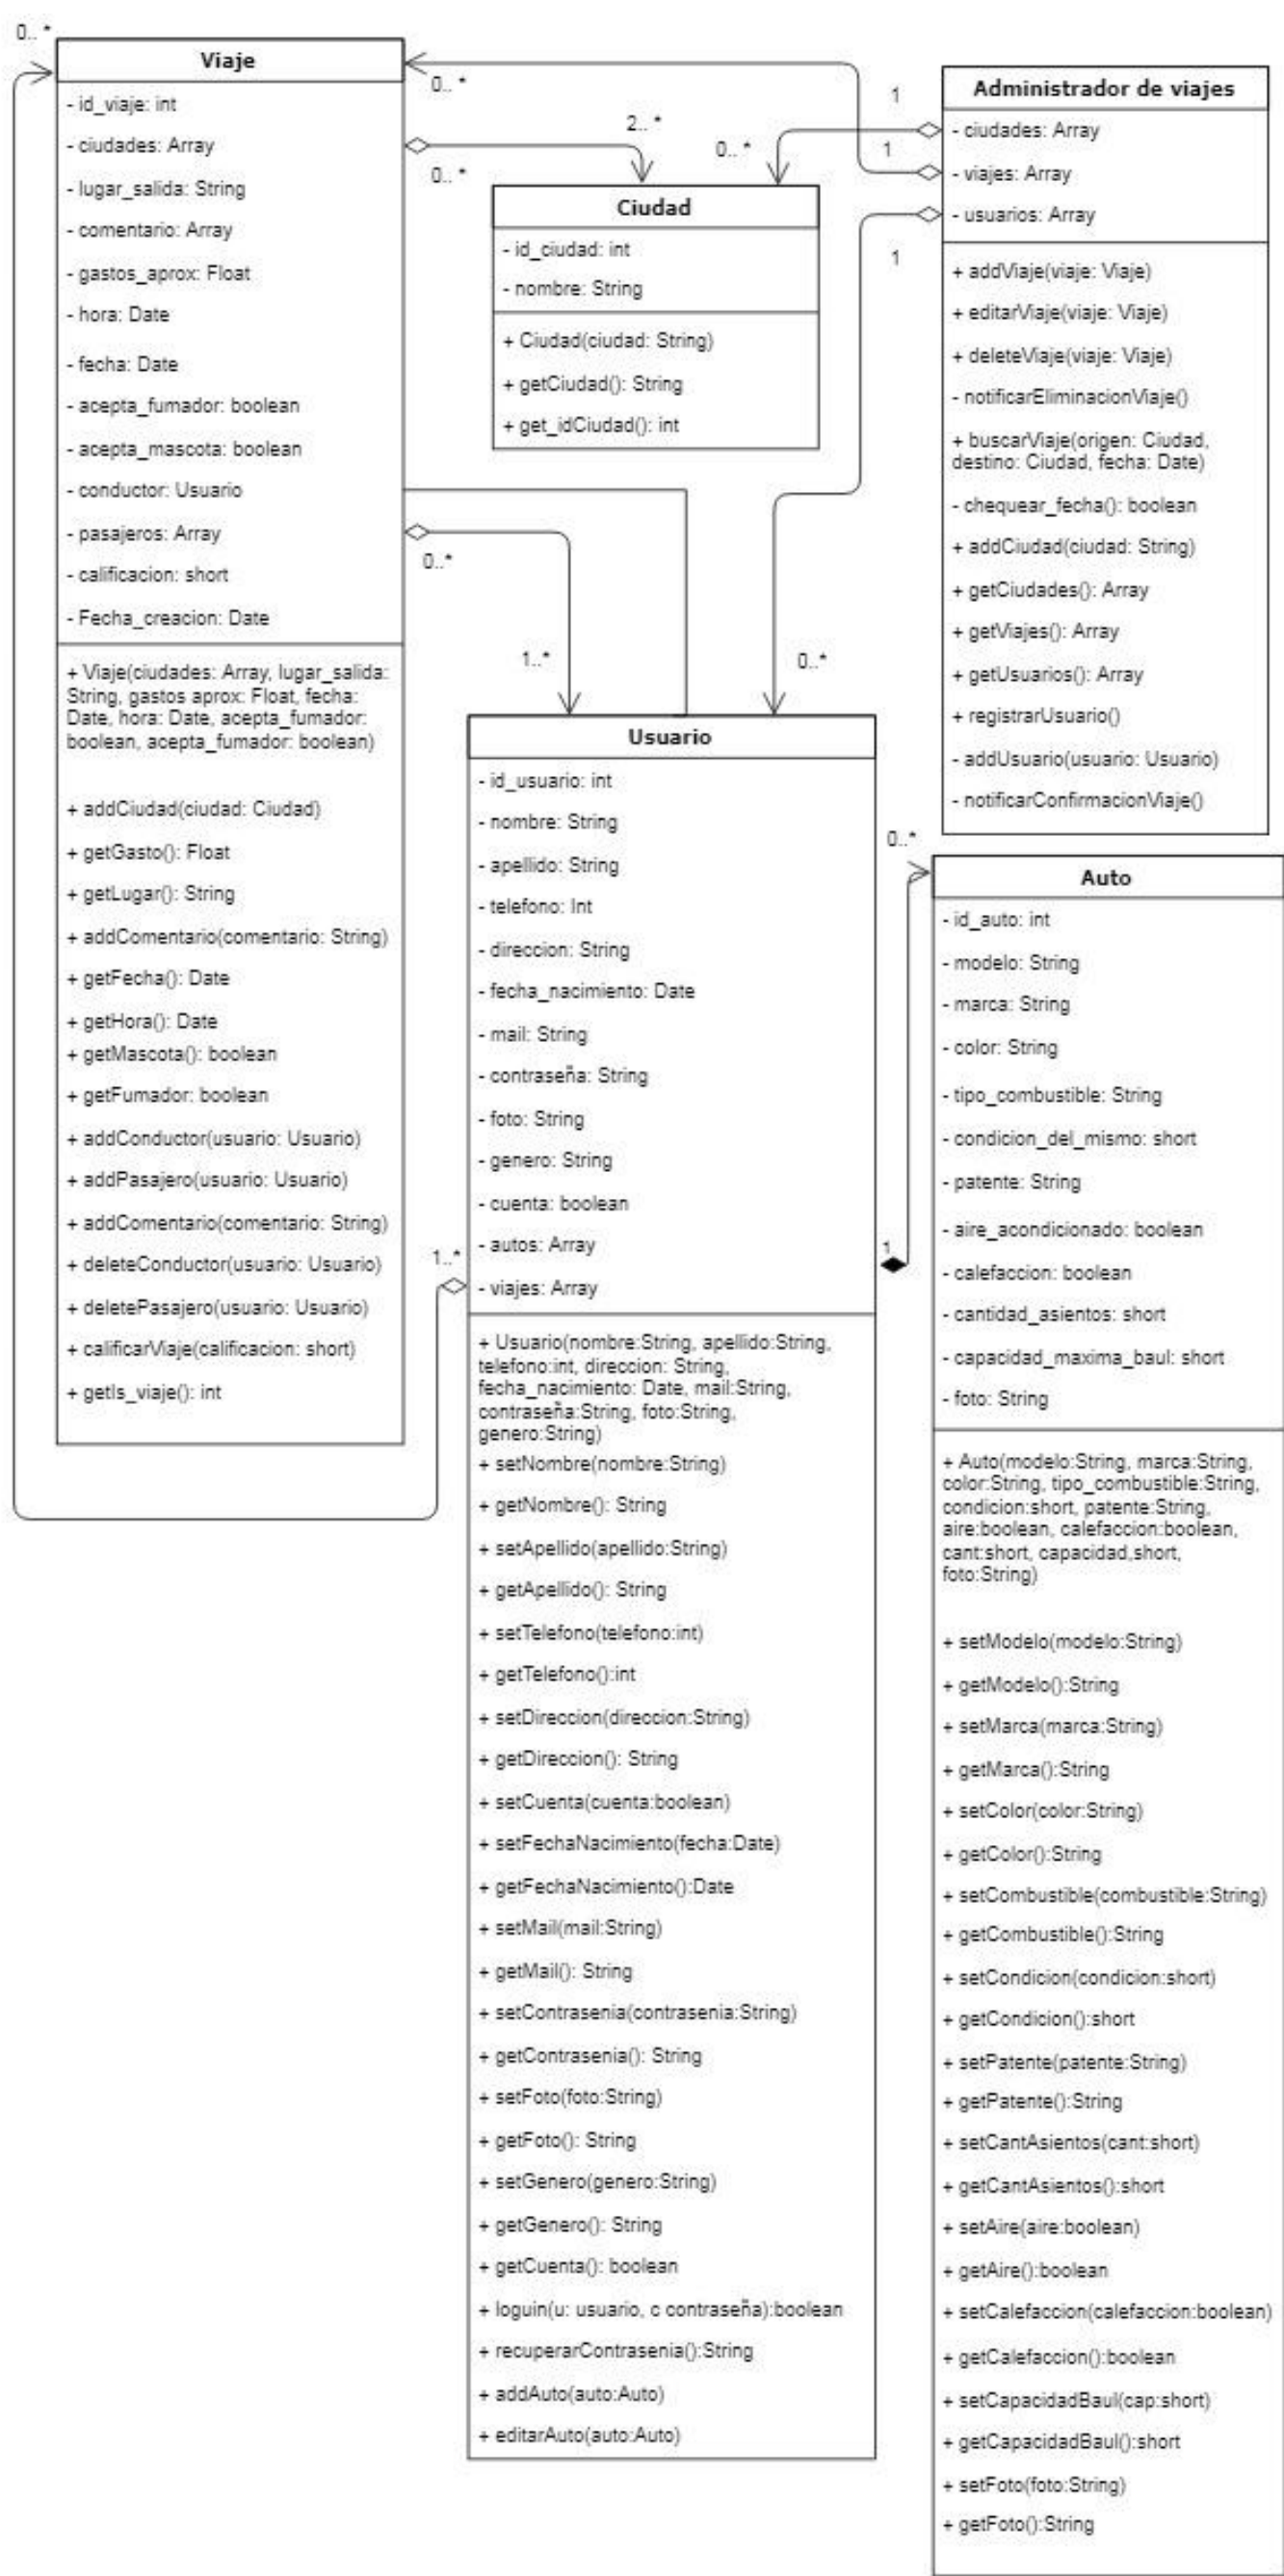 0.. *
Viaje
- id_viaje: int
- ciudades: Array
- lugar_salida: String
- comentario: Array
- gastos_aprox: Float
- hora: Date
- fecha: Date
- acepta_fumador: boolean
- acepta_mascota: boolean
- conductor: Usuario
- pasajeros: Array
- calificacion: short
- Fecha_creacion: Date
+ Viaje(ciudades: Array, lugar_salida:
String, gastos aprox: Float, fecha:
Date, hora: Date, acepta_fumador:
boolean, acepta_fumador: boolean)
+ addCiudad(ciudad: Ciudad)
+ getGasto(): Float
+ getLugar(): String
+ addComentario(comentario: String)
+ getFecha(): Date
+ getHora(): Date
+ getMascota(): boolean
+ getFumador: boolean
+ addConductor(usuario: Usuario)
+ addPasajero(usuario: Usuario)
+ addComentario(comentario: String)
+ deleteConductor(usuario: Usuario)
+ deletePasajero(usuario: Usuario)
+ calificarViaje(calificacion: short)
+ getIs_viaje(): int
0.. *
2.. *
0.. *
0.. *
1
1
1
Ciudad
- id_ciudad: int
- nombre: String
+ Ciudad(ciudad: String)
+ getCiudad(): String
+ get_idCiudad(): int
Administrador de viajes
- ciudades: Array
- viajes: Array
- usuarios: Array
+ addViaje(viaje: Viaje)
+ editarViaje(viaje: Viaje)
+ deleteViaje(viaje: Viaje)
- notificarEliminacionViaje()
+ buscarViaje(origen: Ciudad,
destino: Ciudad, fecha: Date)
- chequear_fecha(): boolean
+ addCiudad(ciudad: String)
+ getCiudades(): Array
+ getViajes(): Array
+ getUsuarios(): Array
+ registrarUsuario()
- addUsuario(usuario: Usuario)
- notificarConfirmacionViaje()
0..*
1..*
0..*
Usuario
- id_usuario: int
- nombre: String
- apellido: String
- telefono: Int
- direccion: String
- fecha_nacimiento: Date
- mail: String
- contraseña: String
- foto: String
- genero: String
- cuenta: boolean
- autos: Array
- viajes: Array
+ Usuario(nombre:String, apellido:String,
telefono:int, direccion: String,
fecha_nacimiento: Date, mail:String,
contraseña:String, foto:String,
genero:String)
+ setNombre(nombre:String)
+ getNombre(): String
+ setApellido(apellido:String)
+ getApellido(): String
+ setTelefono(telefono:int)
+ getTelefono():int
+ setDireccion(direccion:String)
+ getDireccion(): String
+ setCuenta(cuenta:boolean)
+ setFechaNacimiento(fecha:Date)
+ getFechaNacimiento():Date
+ setMail(mail:String)
+ getMail(): String
+ setContrasenia(contrasenia:String)
+ getContrasenia(): String
+ setFoto(foto:String)
+ getFoto(): String
+ setGenero(genero:String)
+ getGenero(): String
+ getCuenta(): boolean
+ loguin(u: usuario, c contraseña):boolean
+ recuperarContrasenia():String
+ addAuto(auto:Auto)
+ editarAuto(auto:Auto)
1..*
1
0..*
Auto
- id_auto: int
- modelo: String
- marca: String
- color: String
- tipo_combustible: String
- condicion_del_mismo: short
- patente: String
- aire_acondicionado: boolean
- calefaccion: boolean
- cantidad_asientos: short
- capacidad_maxima_baul: short
- foto: String
+ Auto(modelo:String, marca:String,
color:String, tipo_combustible:String,
condicion:short, patente:String,
aire:boolean, calefaccion:boolean,
cant:short, capacidad,short,
foto:String)
+ setModelo(modelo:String)
+ getModelo():String
+ setMarca(marca:String)
+ getMarca():String
+ setColor(color:String)
+ getColor():String
+ setCombustible(combustible:String)
+ getCombustible():String
+ setCondicion(condicion:short)
+ getCondicion():short
+ setPatente(patente:String)
+ getPatente():String
+ setCantAsientos(cant:short)
+ getCantAsientos():short
+ setAire(aire:boolean)
+ getAire():boolean
+ setCalefaccion(calefaccion:boolean)
+ getCalefaccion():boolean
+ setCapacidadBaul(cap:short)
+ getCapacidadBaul():short
+ setFoto(foto:String)
+ getFoto():String